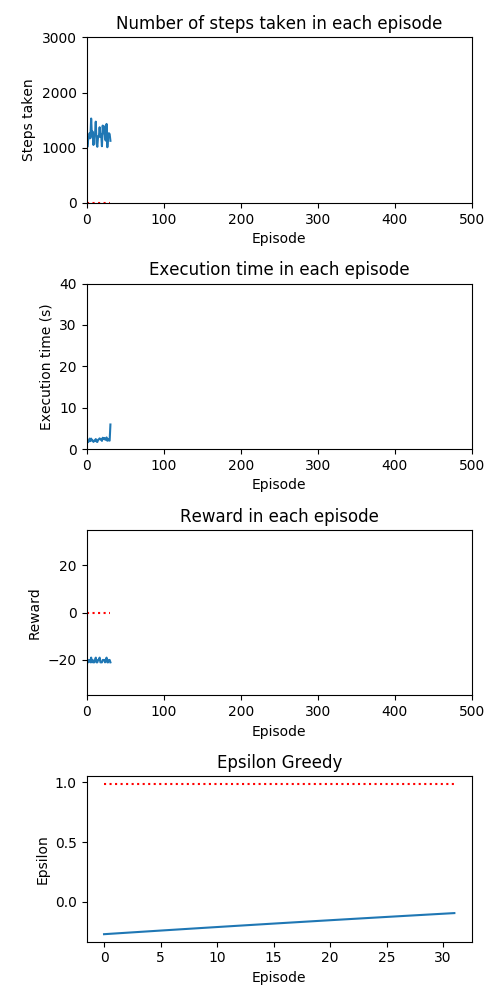 Number of steps taken in each episode
3000
2000
1000
0
Steps taken
0 100 200 300 400 500
Episode
Execution time in each episode
40
30
20
10
0
Execution time (s)
0 100 200 300 400 500
Episode
Reward in each episode
20
0
−20
Reward
0 100 200 300 400 500
Episode
Epsilon Greedy
1.0
0.5
0.0
Epsilon
0 5 10 15 20 25 30
Episode